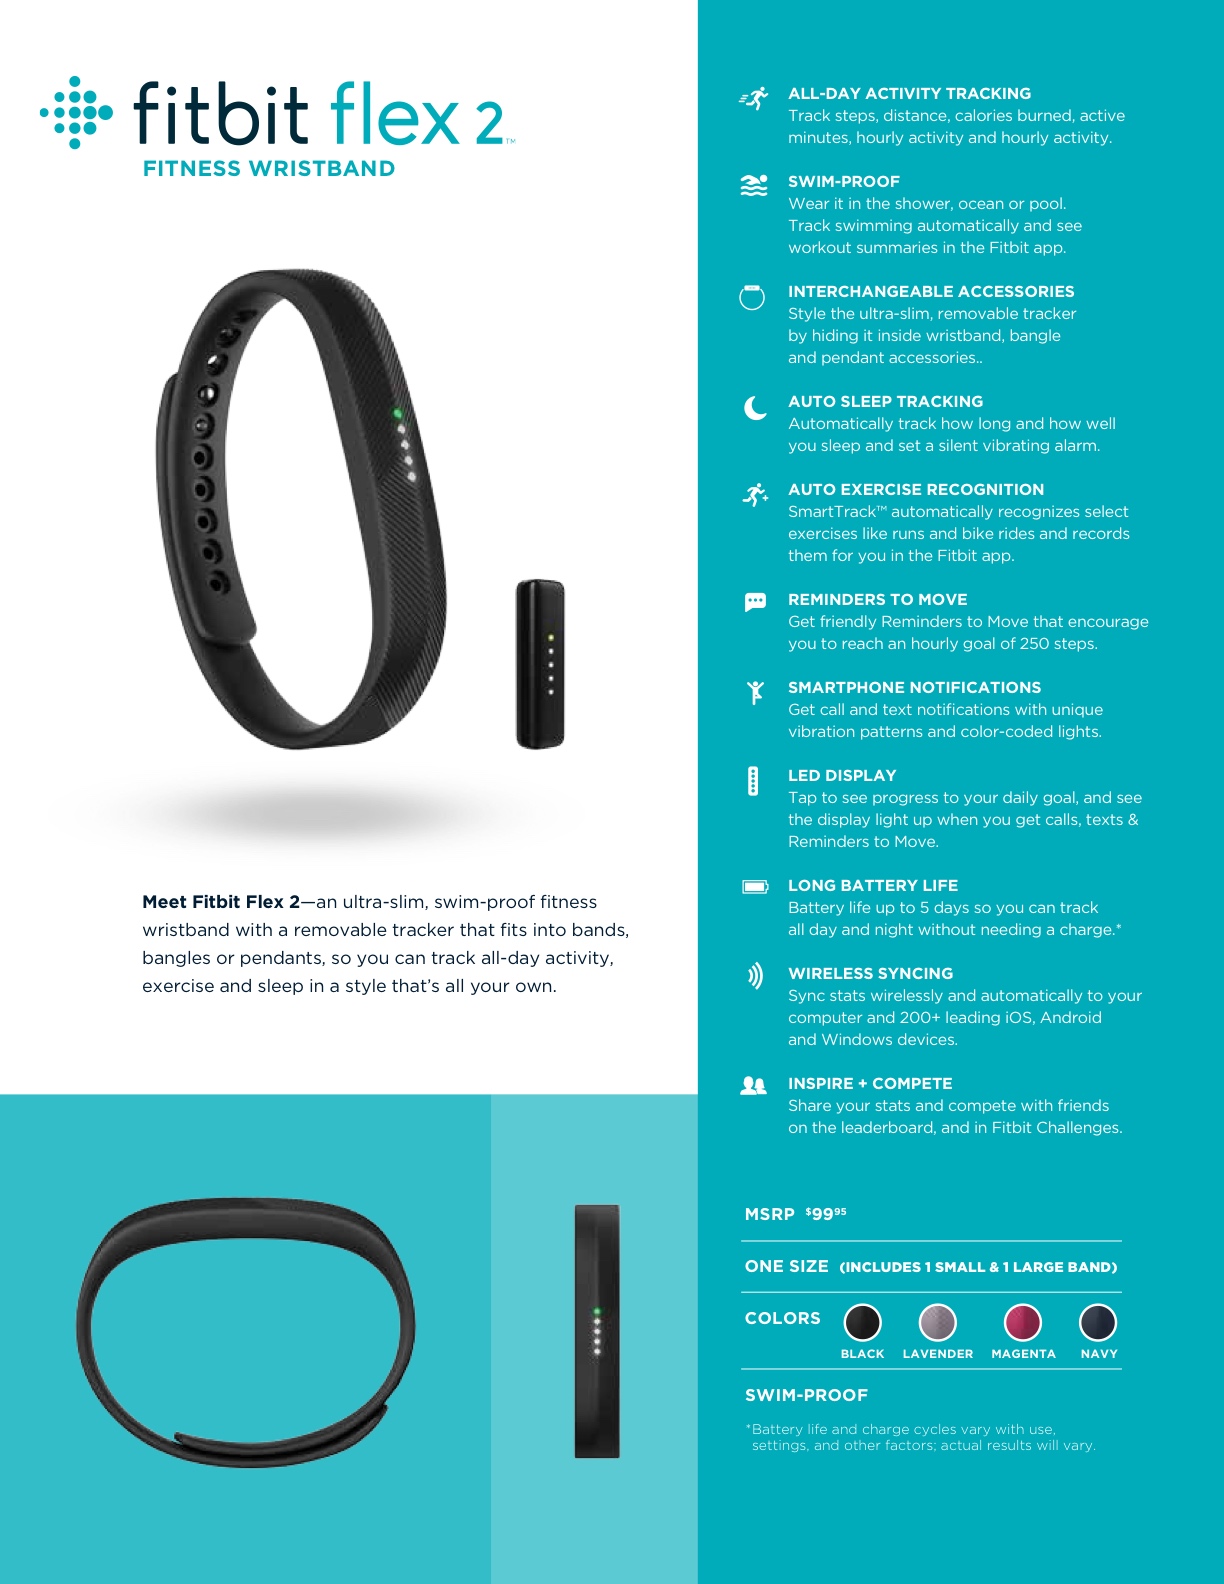 fitbit flex 2™
FITNESS WRISTBAND
Meet Fitbit Flex 2—an ultra-slim, swim-proof fitness
wristband with a removable tracker that fits into bands,
bangles or pendants, so you can track all-day activity,
exercise and sleep in a style that’s all your own.
ALL-DAY ACTIVITY TRACKING
Track steps, distance, calories burned, active
minutes, hourly activity and hourly activity.
SWIM-PROOF
Wear it in the shower, ocean or pool.
Track swimming automatically and see
workout summaries in the Fitbit app.
INTERCHANGEABLE ACCESSORIES
Style the ultra-slim, removable tracker
by hiding it inside wristband, bangle
and pendant accessories..
AUTO SLEEP TRACKING
Automatically track how long and how well
you sleep and set a silent vibrating alarm.
AUTO EXERCISE RECOGNITION
SmartTrack™ automatically recognizes select
exercises like runs and bike rides and records
them for you in the Fitbit app.
REMINDERS TO MOVE
Get friendly Reminders to Move that encourage
you to reach an hourly goal of 250 steps.
SMARTPHONE NOTIFICATIONS
Get call and text notifications with unique
vibration patterns and color-coded lights.
LED DISPLAY
Tap to see progress to your daily goal, and see
the display light up when you get calls, texts &
Reminders to Move.
LONG BATTERY LIFE
Battery life up to 5 days so you can track
all day and night without needing a charge.*
WIRELESS SYNCING
Sync stats wirelessly and automatically to your
computer and 200+ leading iOS, Android
and Windows devices.
INSPIRE + COMPETE
Share your stats and compete with friends
on the leaderboard, and in Fitbit Challenges.
MSRP $99⁹⁵
ONE SIZE (INCLUDES 1 SMALL & 1 LARGE BAND)
COLORS
BLACK LAVENDER MAGENTA NAVY
SWIM-PROOF
*Battery life and charge cycles vary with use,
settings, and other factors; actual results will vary.